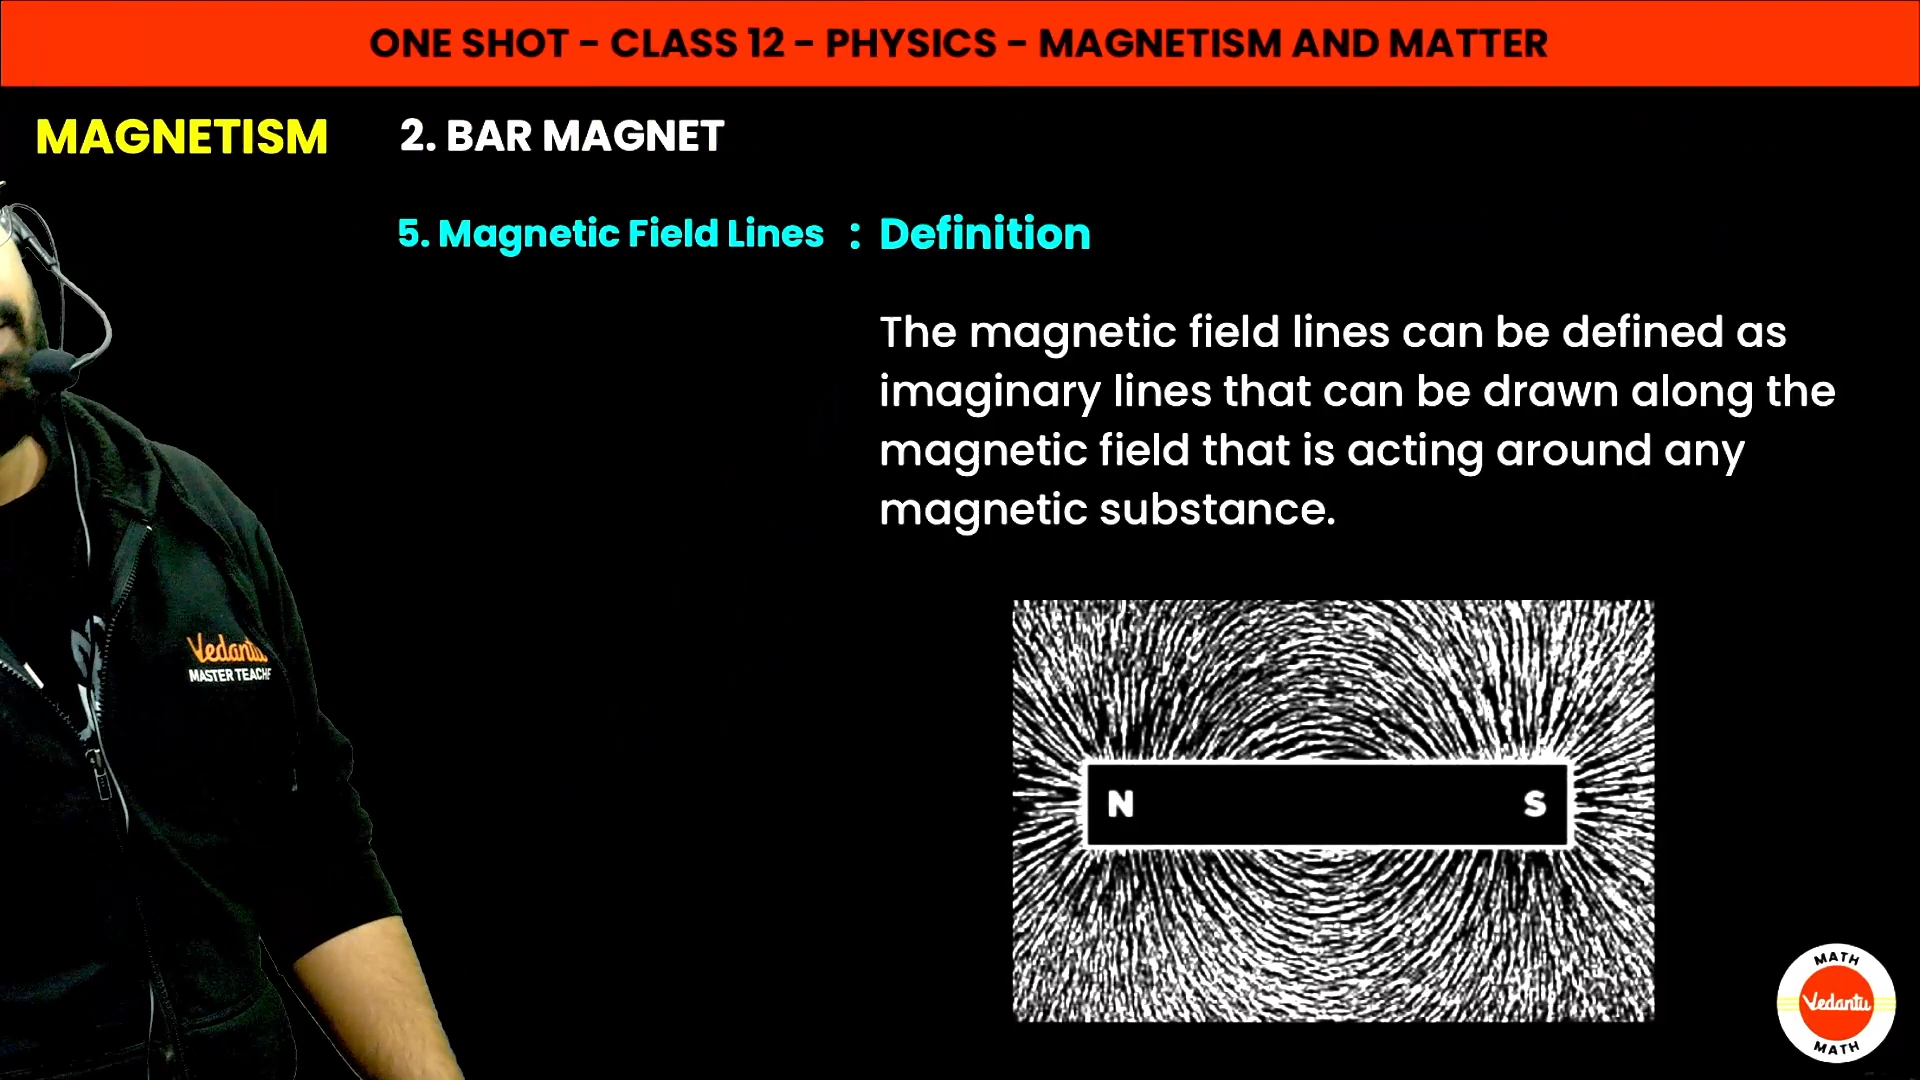 ONE SHOT - CLASS 12 - PHYSICS - MAGNETISM AND MATTER
MAGNETISM
2. BAR MAGNET
5. Magnetic Field Lines : Definition
The magnetic field lines can be defined as
imaginary lines that can be drawn along the
magnetic field that is acting around any
magnetic substance.
N
S
Vedantu
MASTER TEACHE
MATH
Vedantu
MATH